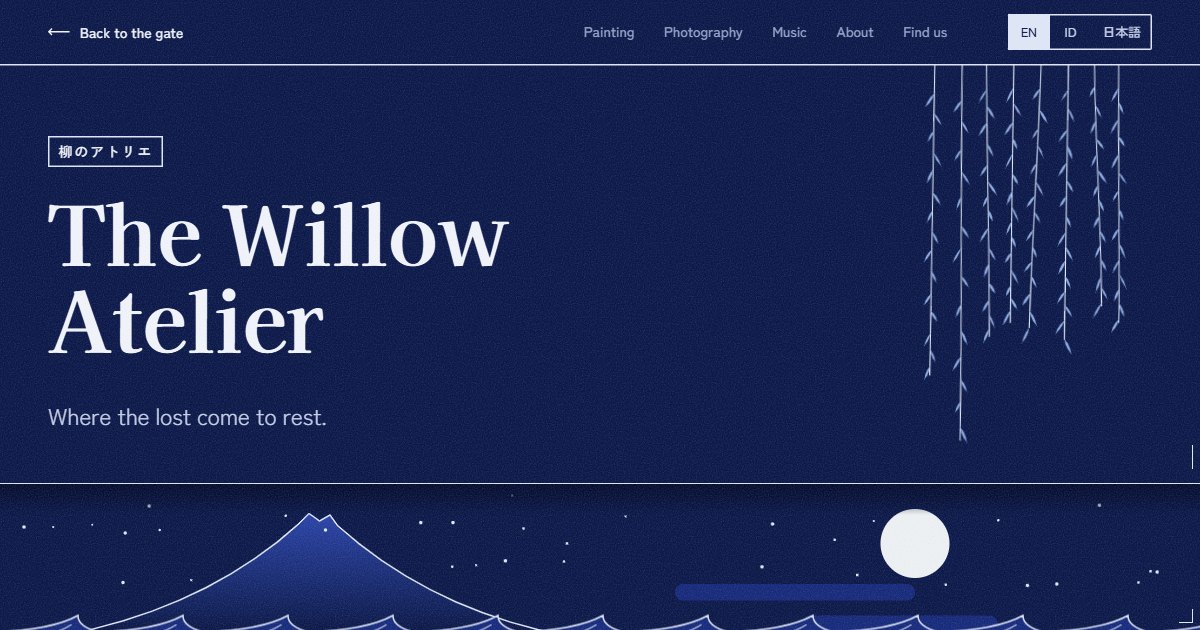 ← Back to the gate
Painting Photography Music About Find us EN ID 日本語
柳のアトリエ
The Willow
Atelier
Where the lost come to rest.